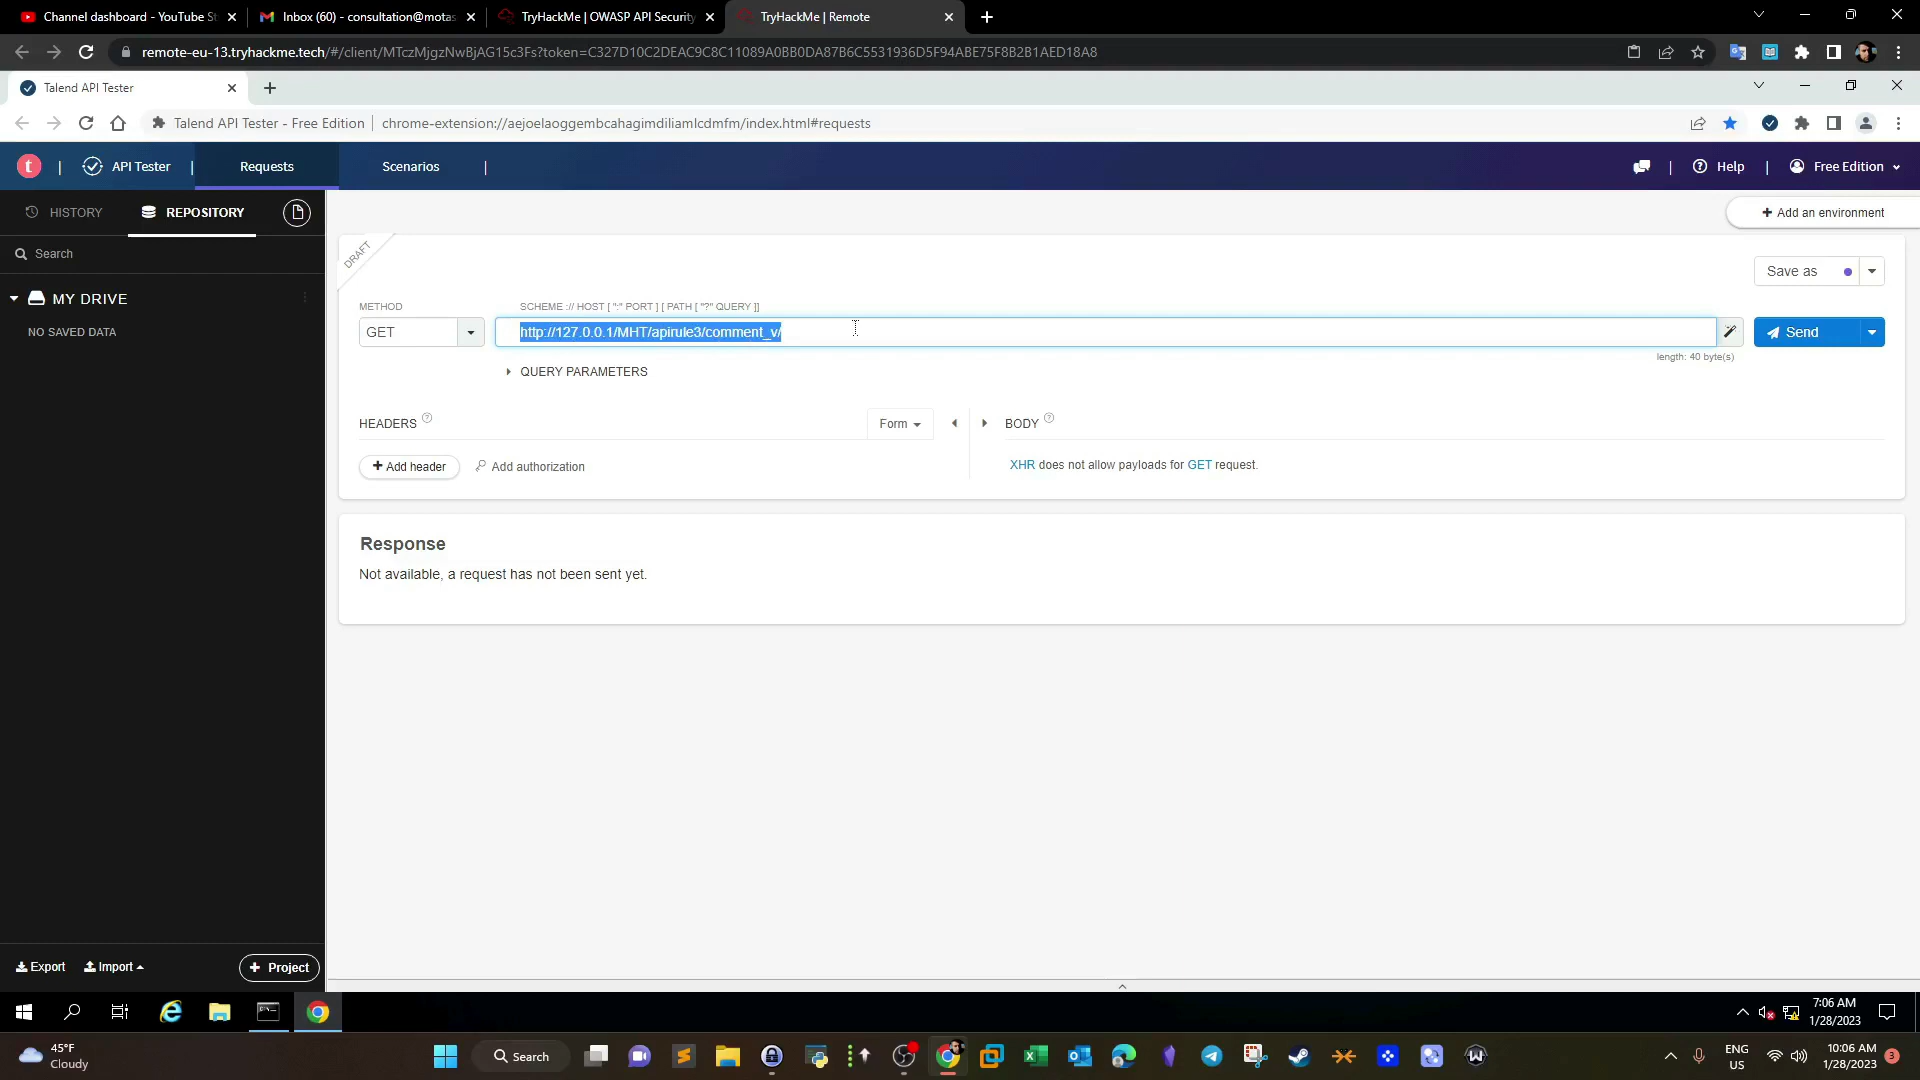 Channel dashboard - YouTube St
Inbox (60) - consultation@motas
TryHackMe | OWASP API Security
TryHackMe | Remote
remote-eu-13.tryhackme.tech/#/client/MTczMjgzNwBjAG15c3Fs?token=C327D10C2DEAC9C8C11089A0BB0DA87B6C5531936D5F94ABE75F8B2B1AED18A8
Talend API Tester
Talend API Tester - Free Edition
chrome-extension://aejoelaoggembcahagimdiliamlcdmfm/index.html#requests
t | API Tester | Requests Scenarios |
Help | Free Edition
HISTORY REPOSITORY
Add an environment
Search
DRAFT
Save as
MY DRIVE
METHOD
SCHEME :// HOST [ ":" PORT ] [ PATH [ "?" QUERY ]]
NO SAVED DATA
GET
http://127.0.0.1/MHT/apirule3/comment_v/
Send
length: 40 byte(s)
QUERY PARAMETERS
HEADERS ?
Form
BODY ?
Add header
Add authorization
XHR does not allow payloads for GET request.
Response
Not available, a request has not been sent yet.
Export
Import
Project
7:06 AM
1/28/2023
45°F
Cloudy
Search
ENG
US
10:06 AM
1/28/2023
3